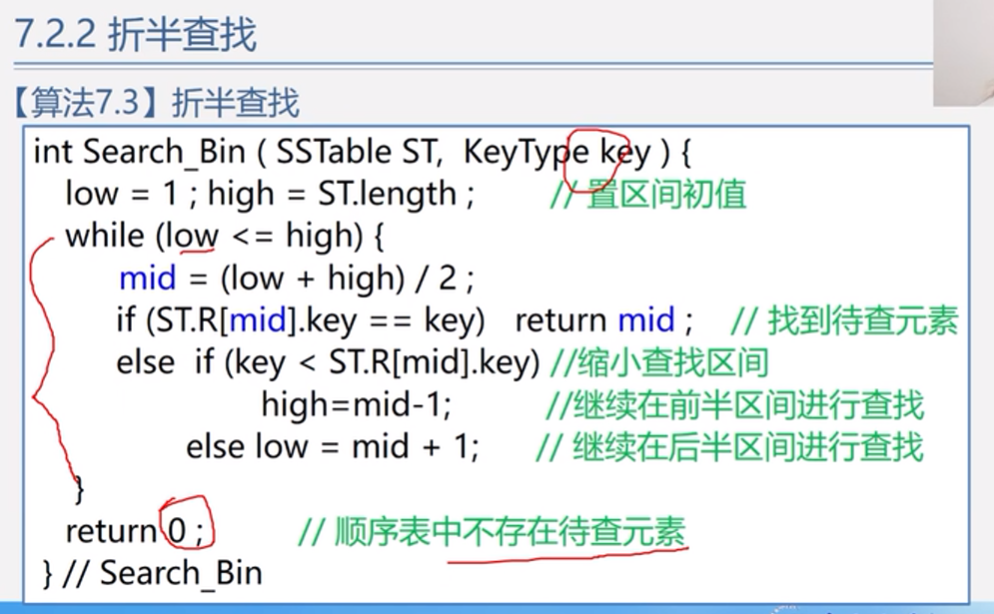 7.2.2 折半查找
【算法7.3】折半查找
int Search_Bin ( SSTable ST, KeyType key ) {
low = 1 ; high = ST.length ; // 置区间初值
while (low <= high) {
mid = (low + high) / 2 ;
if (ST.R[mid].key == key) return mid ; // 找到待查元素
else if (key < ST.R[mid].key) //缩小查找区间
high=mid-1; //继续在前半区间进行查找
else low = mid + 1; // 继续在后半区间进行查找
}
return 0 ; // 顺序表中不存在待查元素
} // Search_Bin